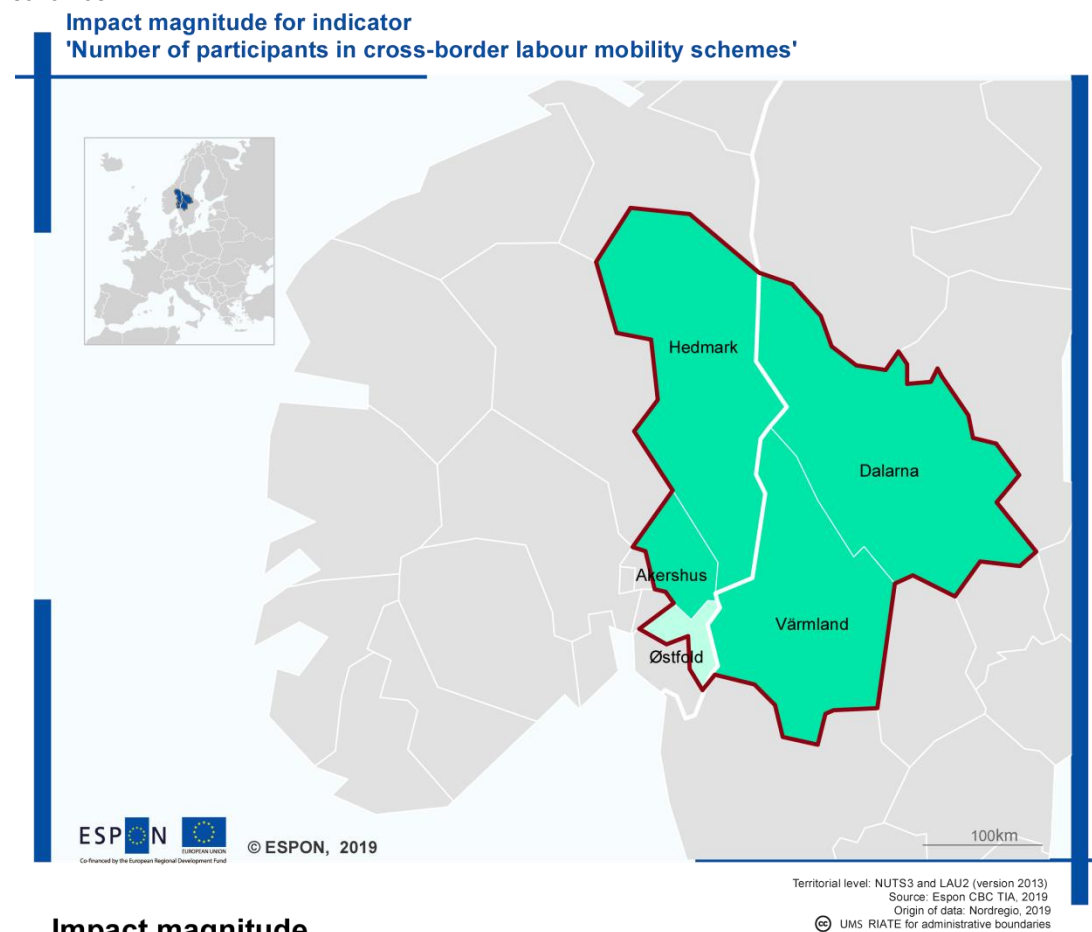 Impact magnitude for indicator
'Number of participants in cross-border labour mobility schemes'
Hedmark
Dalarna
Akershus
Värmland
Østfold
ESPON
EUROPEAN UNION
Co-financed by the European Regional Development Fund
© ESPON, 2019
100km
Territorial level: NUTS3 and LAU2 (version 2013)
Source: Espon CBC TIA, 2019
Origin of data: Nordregio, 2019
cc UMS RIATE for administrative boundaries
Impact magnitude